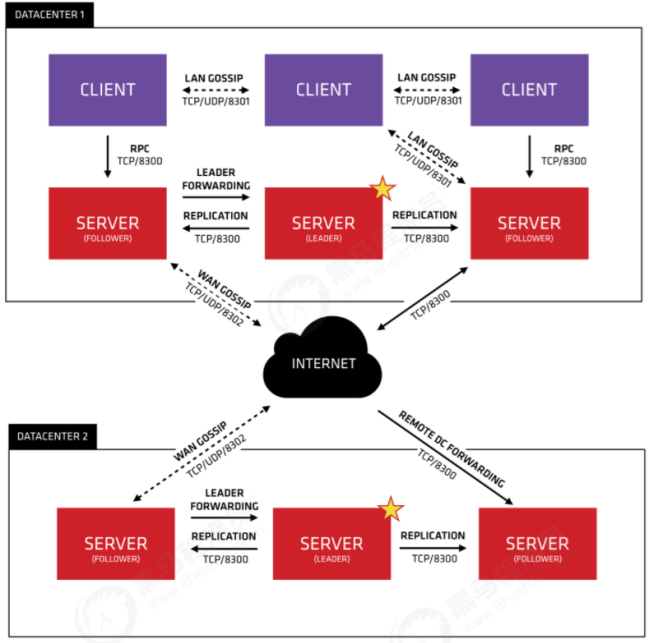 DATACENTER 1
CLIENT
LAN GOSSIP
TCP/UDP/8301
CLIENT
LAN GOSSIP
TCP/UDP/8301
CLIENT
RPC
TCP/8300
LAN GOSSIP
TCP/UDP/8301
RPC
TCP/8300
LEADER
FORWARDING
SERVER
(FOLLOWER)
REPLICATION
TCP/8300
SERVER
(LEADER)
REPLICATION
TCP/8300
SERVER
(FOLLOWER)
WAN GOSSIP
TCP/UDP/8302
TCP/8300
INTERNET
DATACENTER 2
WAN GOSSIP
TCP/UDP/8302
REMOTE DC FORWARDING
TCP/8300
LEADER
FORWARDING
SERVER
(FOLLOWER)
REPLICATION
TCP/8300
SERVER
(LEADER)
REPLICATION
TCP/8300
SERVER
(FOLLOWER)